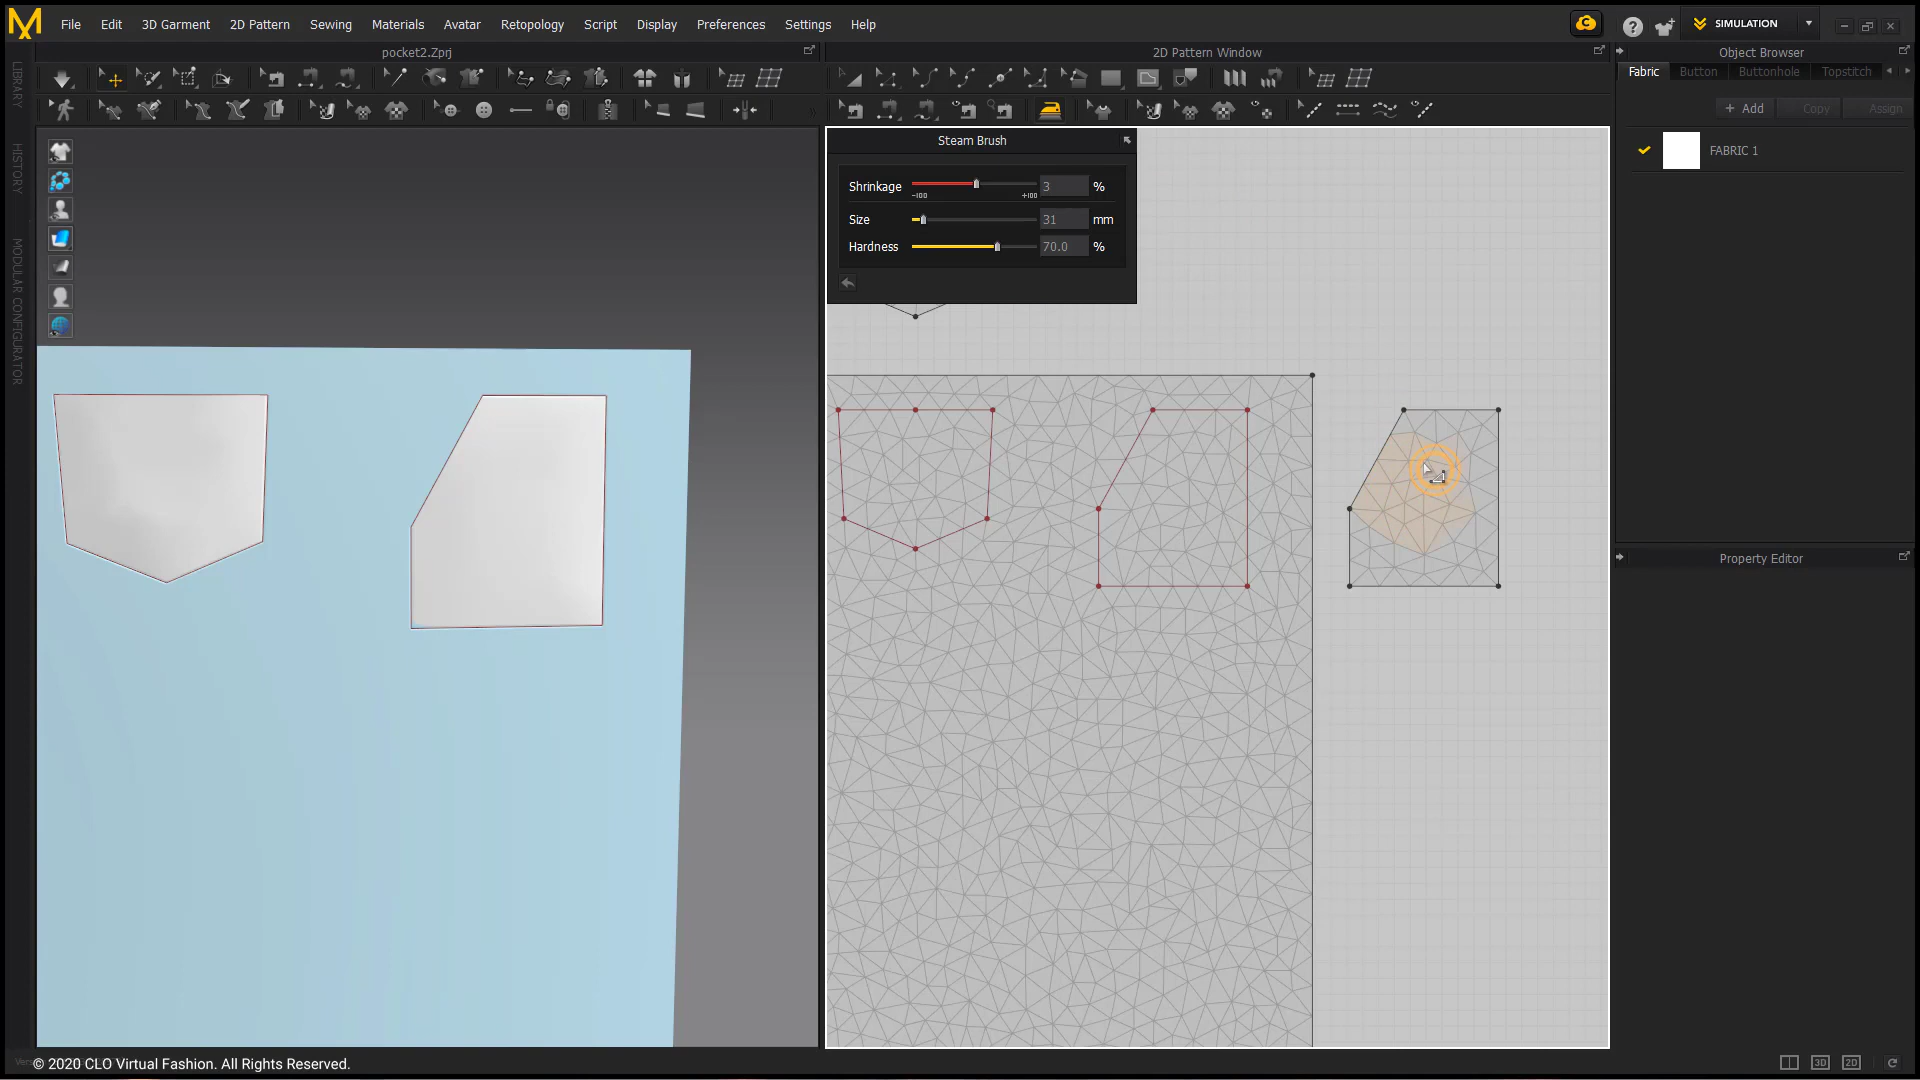 File Edit 3D Garment 2D Pattern Sewing Materials Avatar Retopology Script Display Preferences Settings Help
SIMULATION
pocket2.Zprj
2D Pattern Window
Object Browser
Fabric Button Buttonhole Topstitch
+ Add Copy Assign
FABRIC 1
Property Editor
Steam Brush
Shrinkage 3 %
-100 +100
Size 31 mm
Hardness 70.0 %
LIBRARY
HISTORY
MODULAR CONFIGURATOR
© 2020 CLO Virtual Fashion. All Rights Reserved.
3D 2D